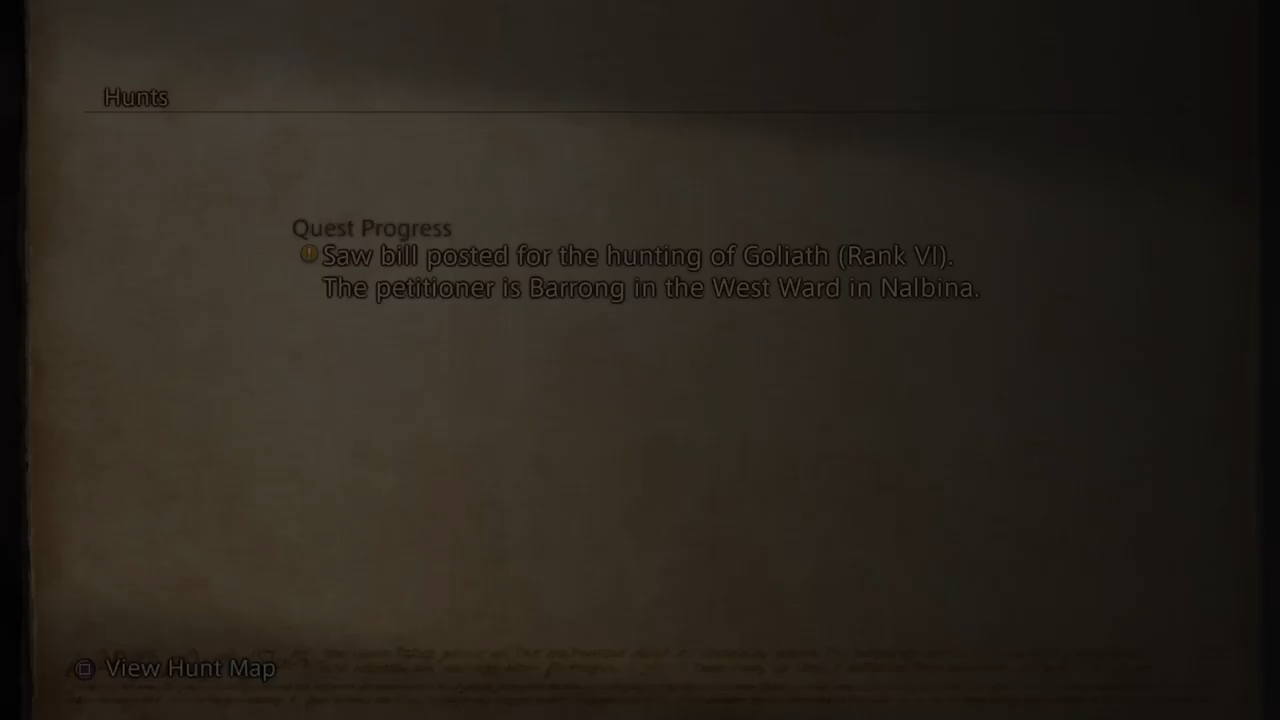 Hunts
Quest Progress
Saw bill posted for the hunting of Goliath (Rank VI).
The petitioner is Barrong in the West Ward in Nalbina.
View Hunt Map